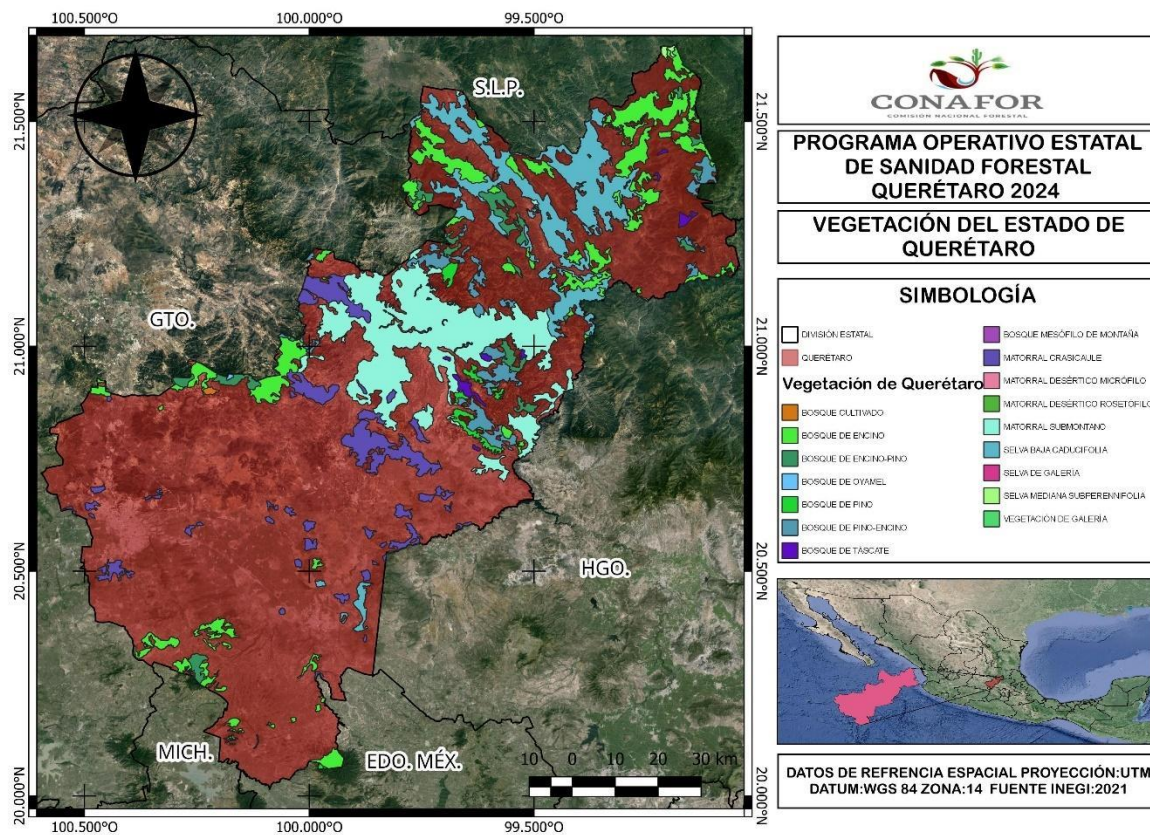 100.500°O
100.000°O
99.500°O
21.500°N
21.000°N
20.500°N
20.000°N
S.L.P.
GTO.
HGO.
MICH.
EDO. MÉX.
10 0 10 20 30 km
100.500°O
100.000°O
99.500°O
21.500°N
21.000°N
20.500°N
20.000°N
CONAFOR
COMISIÓN NACIONAL FORESTAL
PROGRAMA OPERATIVO ESTATAL
DE SANIDAD FORESTAL
QUERÉTARO 2024
VEGETACIÓN DEL ESTADO DE
QUERÉTARO
SIMBOLOGÍA
DIVISIÓN ESTATAL
QUERÉTARO
Vegetación de Querétaro
BOSQUE CULTIVADO
BOSQUE DE ENCINO
BOSQUE DE ENCINO-PINO
BOSQUE DE OYAMEL
BOSQUE DE PINO
BOSQUE DE PINO-ENCINO
BOSQUE DE TÁSCATE
BOSQUE MESÓFILO DE MONTAÑA
MATORRAL CRASICAULE
MATORRAL DESÉRTICO MICRÓFILO
MATORRAL DESÉRTICO ROSETÓFILO
MATORRAL SUBMONTANO
SELVA BAJA CADUCIFOLIA
SELVA DE GALERÍA
SELVA MEDIANA SUBPERENNIFOLIA
VEGETACIÓN DE GALERÍA
DATOS DE REFRENCIA ESPACIAL PROYECCIÓN:UTM
DATUM:WGS 84 ZONA:14 FUENTE INEGI:2021